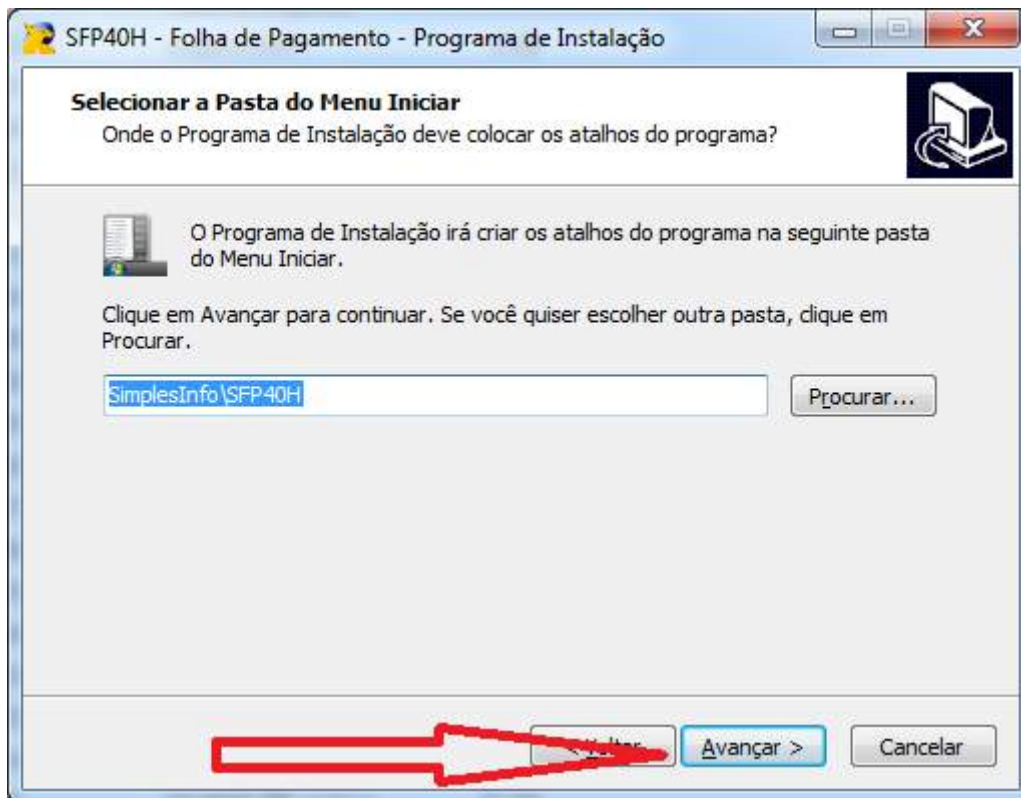 SFP40H - Folha de Pagamento - Programa de Instalação
Selecionar a Pasta do Menu Iniciar
Onde o Programa de Instalação deve colocar os atalhos do programa?
O Programa de Instalação irá criar os atalhos do programa na seguinte pasta
do Menu Iniciar.
Clique em Avançar para continuar. Se você quiser escolher outra pasta, clique em
Procurar.
SimplesInfo\SFP40H
Procurar...
< Voltar
Avançar >
Cancelar